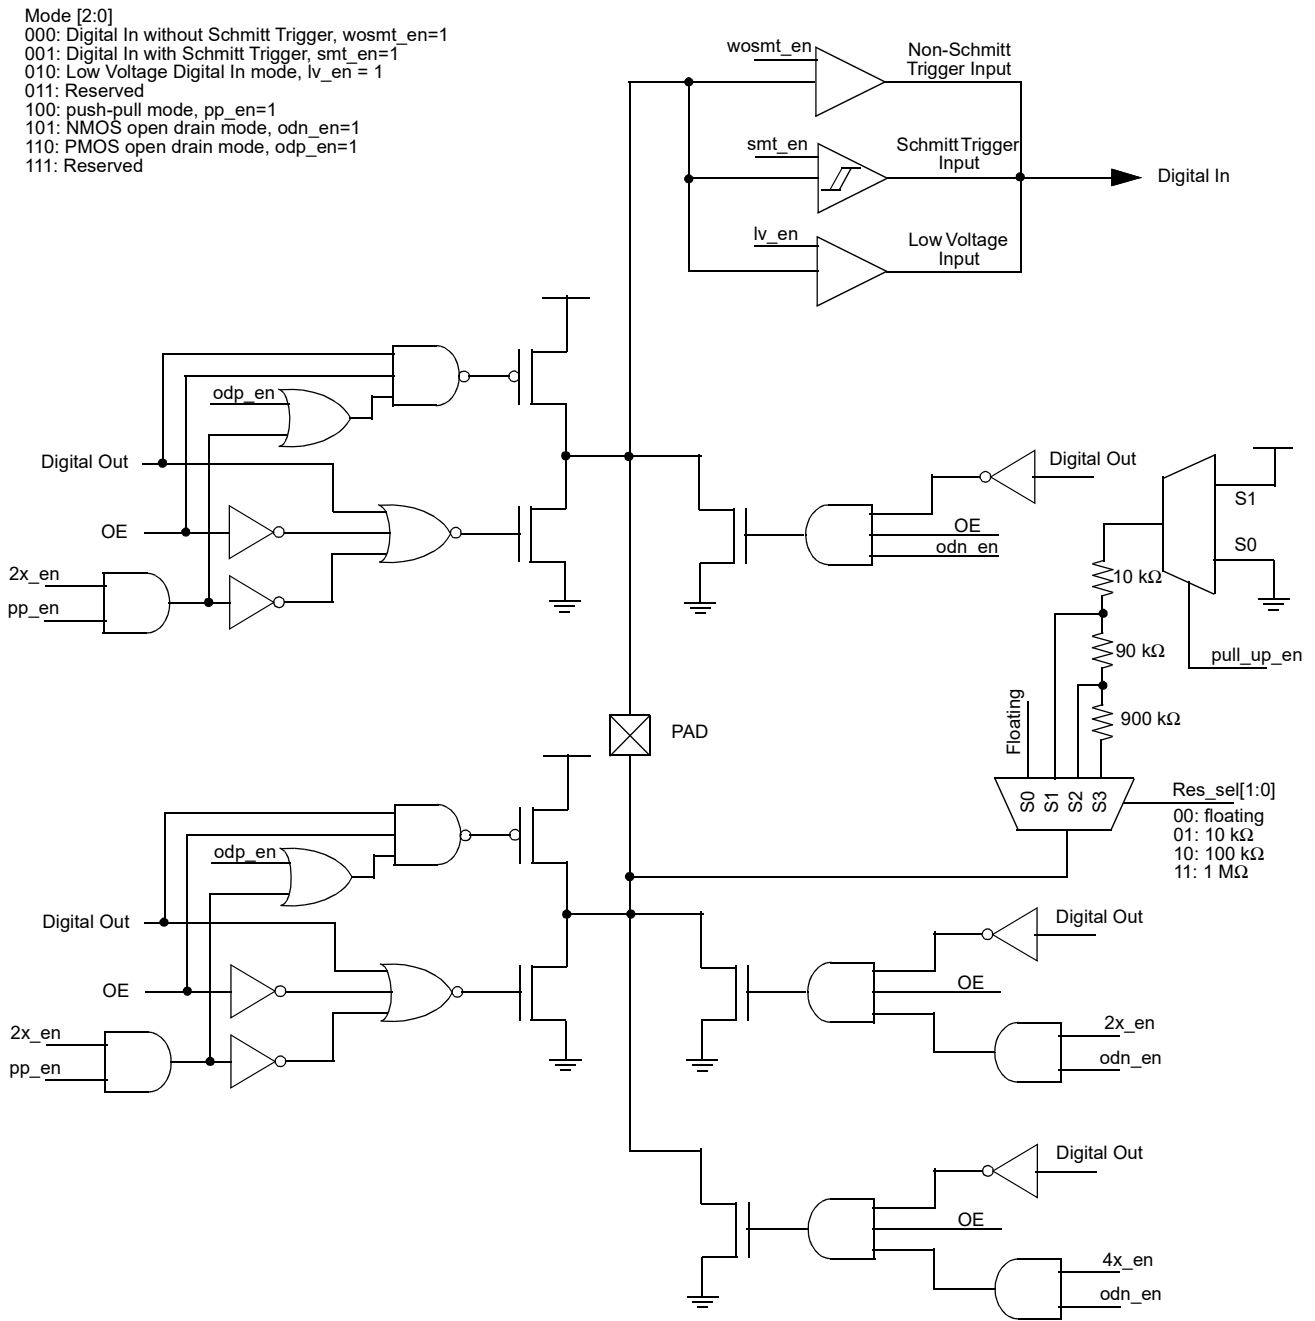 Mode [2:0]
000: Digital In without Schmitt Trigger, wosmt_en=1
001: Digital In with Schmitt Trigger, smt_en=1
010: Low Voltage Digital In mode, lv_en = 1
011: Reserved
100: push-pull mode, pp_en=1
101: NMOS open drain mode, odn_en=1
110: PMOS open drain mode, odp_en=1
111: Reserved
wosmt_en
Non-Schmitt
Trigger Input
smt_en
Schmitt Trigger
Input
Digital In
lv_en
Low Voltage
Input
odp_en
Digital Out
OE
2x_en
pp_en
Digital Out
OE
odn_en
S1
S0
10 kΩ
90 kΩ
pull_up_en
900 kΩ
Floating
S0
S1
S2
S3
Res_sel[1:0]
00: floating
01: 10 kΩ
10: 100 kΩ
11: 1 MΩ
PAD
odp_en
Digital Out
OE
2x_en
pp_en
Digital Out
OE
2x_en
odn_en
Digital Out
OE
4x_en
odn_en